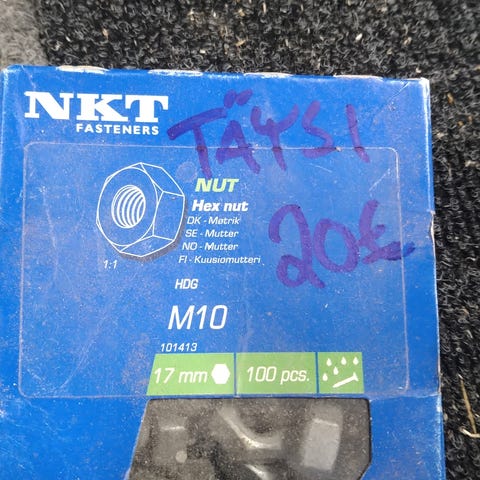 NKT
FASTENERS
TÄYSI
NUT
Hex nut
DK - Møtrik
SE - Mutter
NO - Mutter
FI - Kuusiomutteri
20€
1:1
HDG
M10
101413
17 mm
100 pcs.